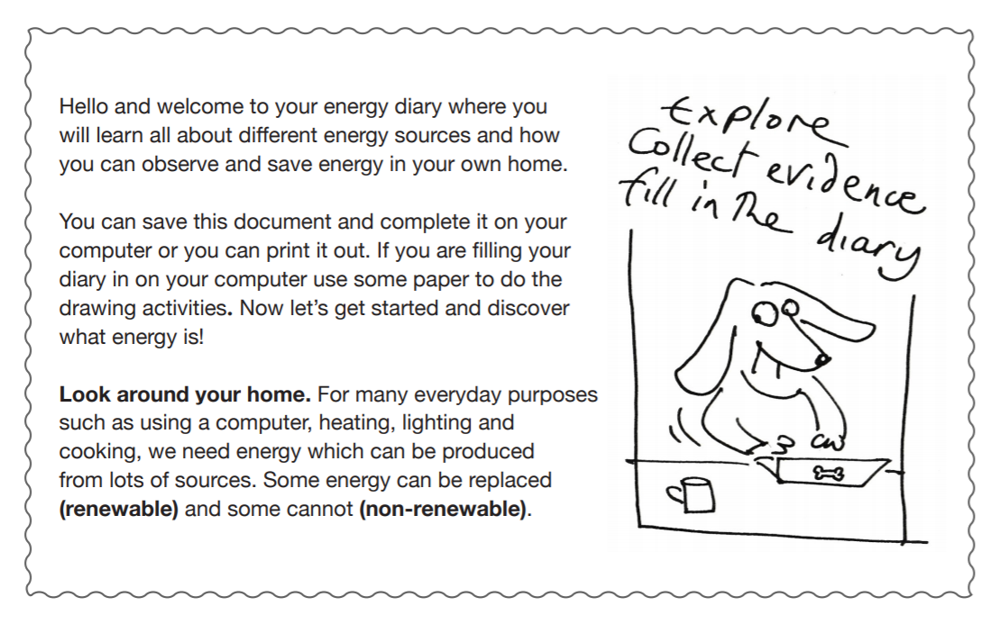 Hello and welcome to your energy diary where you
will learn all about different energy sources and how
you can observe and save energy in your own home.
You can save this document and complete it on your
computer or you can print it out. If you are filling your
diary in on your computer use some paper to do the
drawing activities. Now let’s get started and discover
what energy is!
Look around your home. For many everyday purposes
such as using a computer, heating, lighting and
cooking, we need energy which can be produced
from lots of sources. Some energy can be replaced
(renewable) and some cannot (non-renewable).
Explore
Collect evidence
fill in The diary